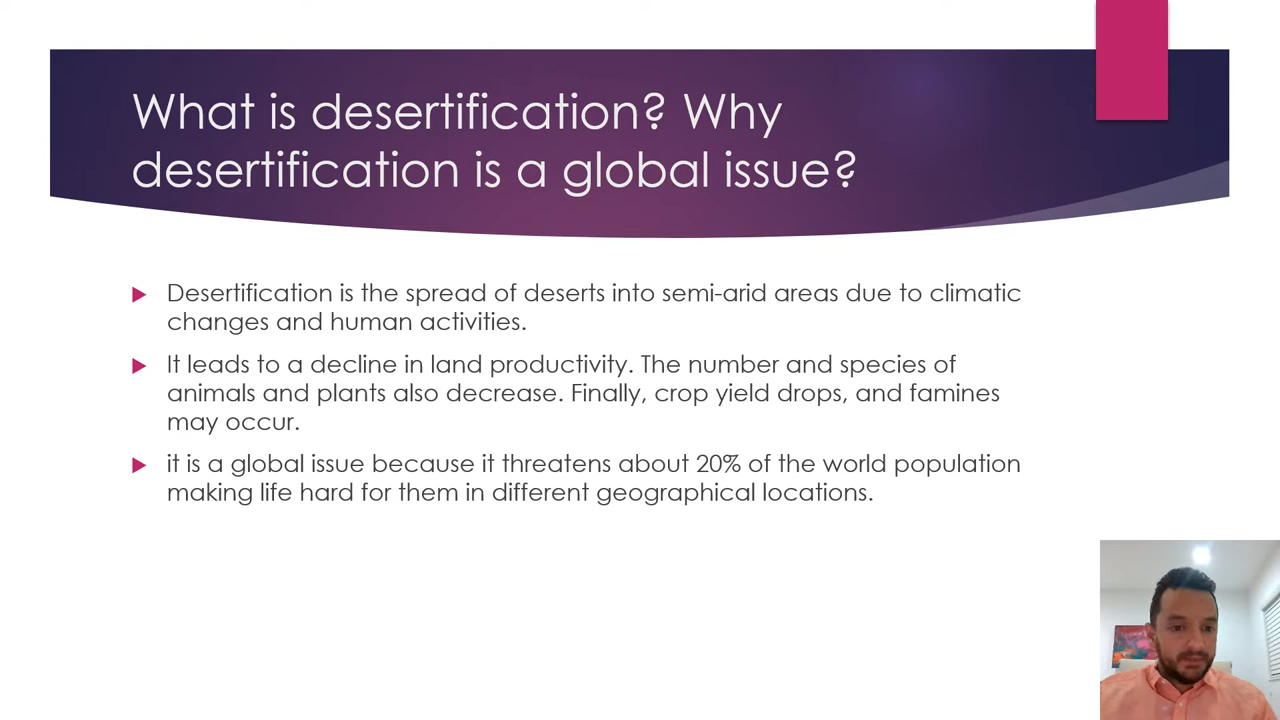 What is desertification? Why
desertification is a global issue?
Desertification is the spread of deserts into semi-arid areas due to climatic
changes and human activities.
It leads to a decline in land productivity. The number and species of
animals and plants also decrease. Finally, crop yield drops, and famines
may occur.
it is a global issue because it threatens about 20% of the world population
making life hard for them in different geographical locations.